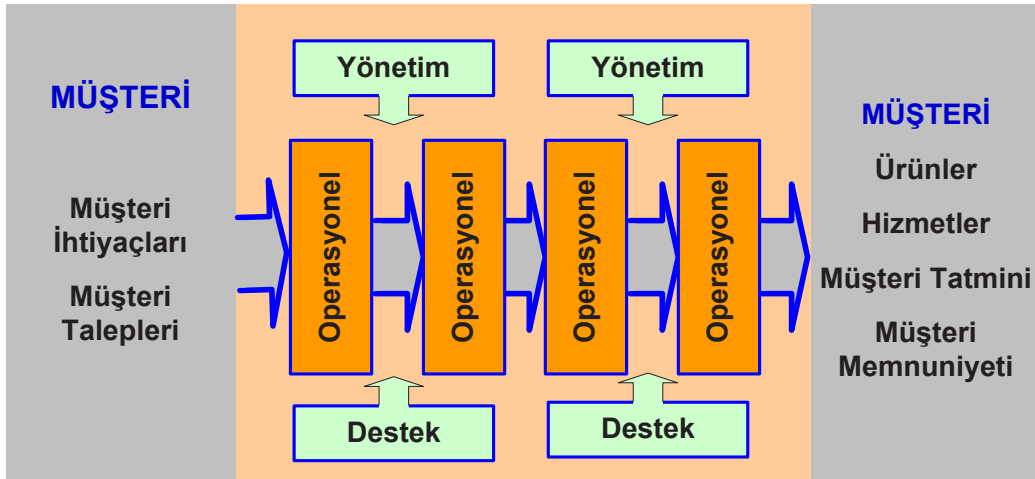 MÜŞTERİ
Müşteri
İhtiyaçları
Müşteri
Talepleri
Yönetim
Yönetim
Operasyonel
Operasyonel
Operasyonel
Operasyonel
Destek
Destek
MÜŞTERİ
Ürünler
Hizmetler
Müşteri Tatmini
Müşteri
Memnuniyeti